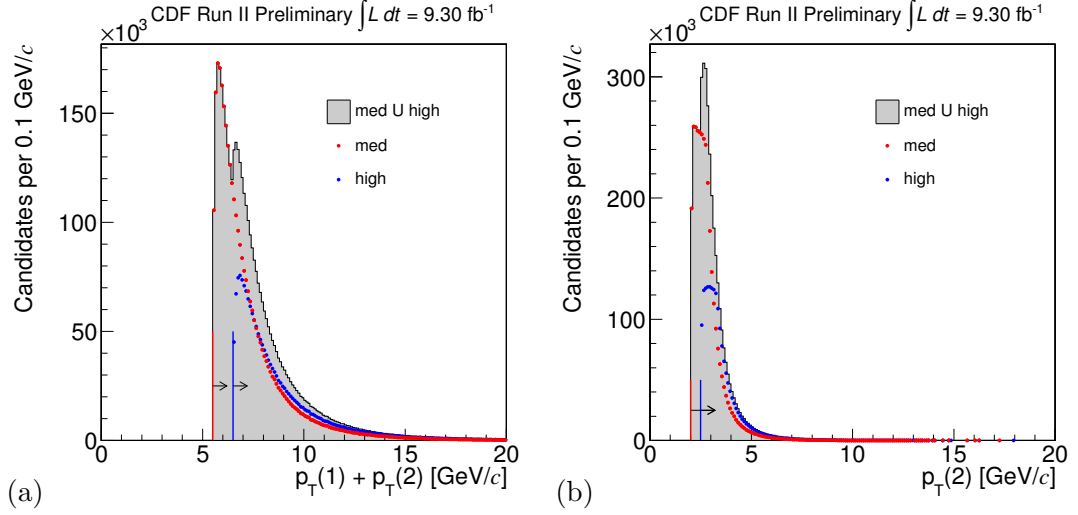 CDF Run II Preliminary ∫L dt = 9.30 fb⁻¹
×10³
Candidates per 0.1 GeV/c
150
100
50
0
med U high
med
high
0 5 10 15 20
p_T(1) + p_T(2) [GeV/c]
(a)
CDF Run II Preliminary ∫L dt = 9.30 fb⁻¹
×10³
Candidates per 0.1 GeV/c
300
200
100
0
med U high
med
high
0 5 10 15 20
p_T(2) [GeV/c]
(b)